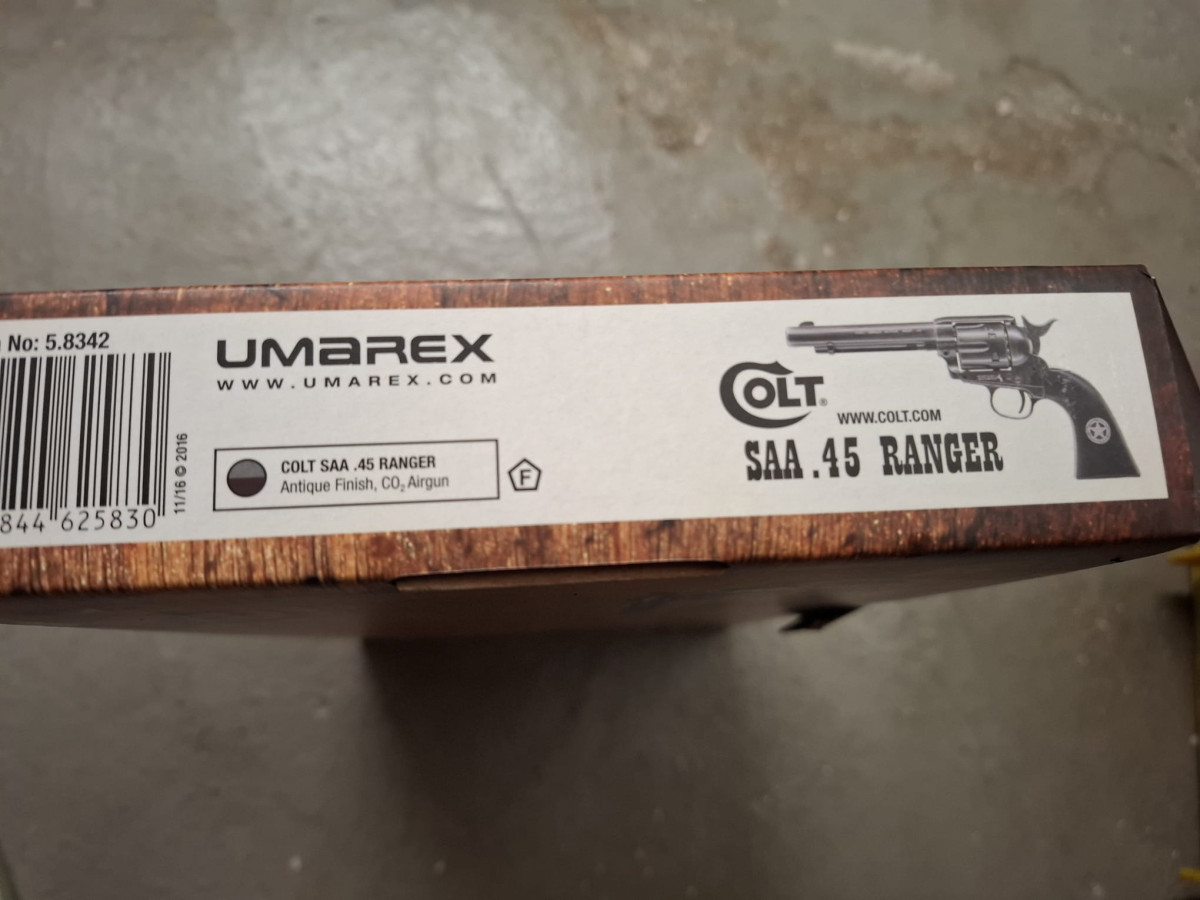 No: 5.8342
844 625830
11/16 © 2016
UMAREX
WWW.UMAREX.COM
COLT SAA .45 RANGER
Antique Finish, CO₂ Airgun
F
COLT®
WWW.COLT.COM
SAA .45 RANGER